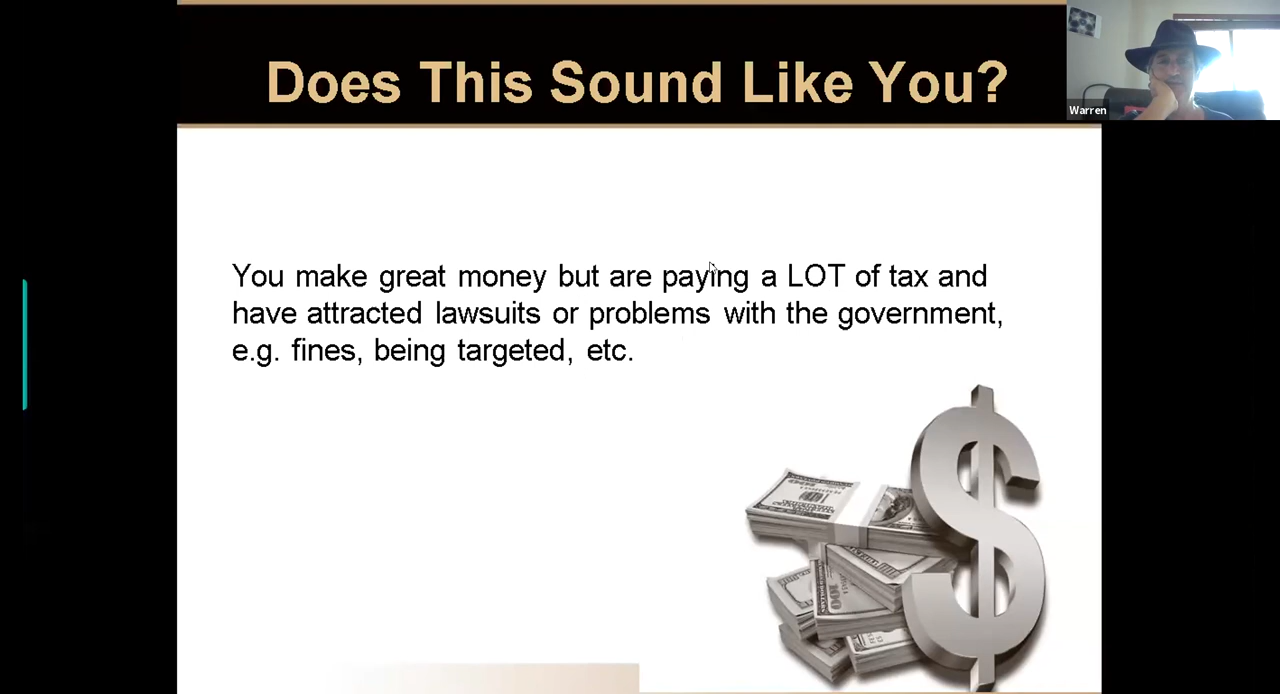 Does This Sound Like You?
Warren
You make great money but are paying a LOT of tax and
have attracted lawsuits or problems with the government,
e.g. fines, being targeted, etc.
100